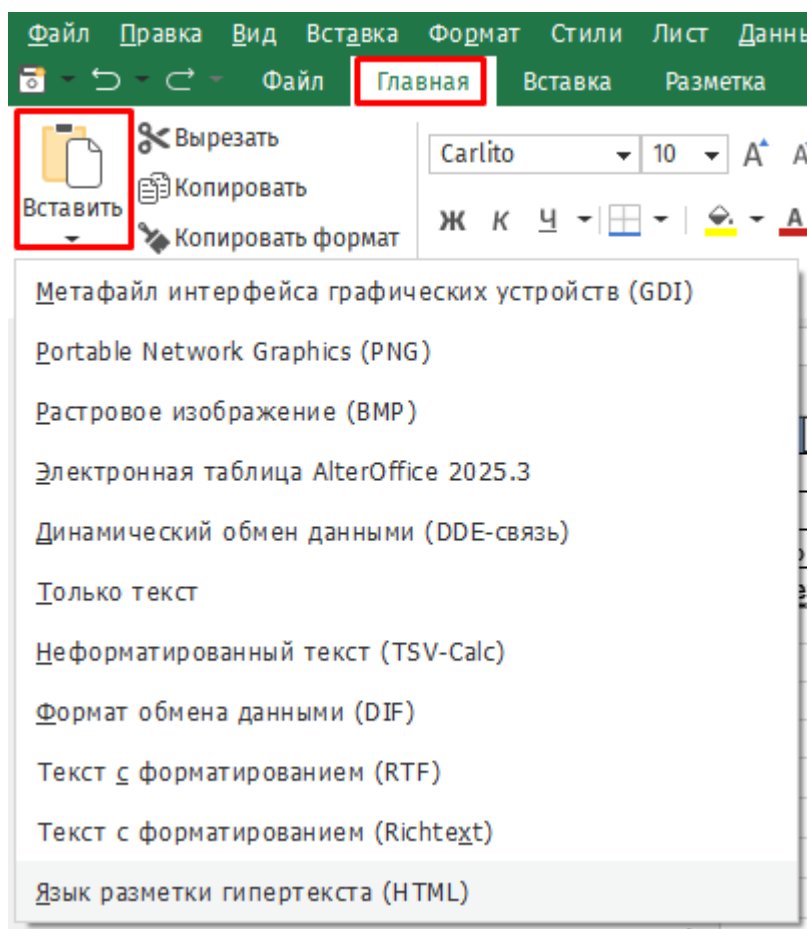 Файл Правка Вид Вставка Формат Стили Лист
Файл Главная Вставка Разметка
Вставить
Вырезать
Копировать
Копировать формат
Carlito 10 A A
Ж К Ч А
Метафайл интерфейса графических устройств (GDI)
Portable Network Graphics (PNG)
Растровое изображение (BMP)
Электронная таблица AlterOffice 2025.3
Динамический обмен данными (DDE-связь)
Только текст
Неформатированный текст (TSV-Calc)
Формат обмена данными (DIF)
Текст с форматированием (RTF)
Текст с форматированием (Richtext)
Язык разметки гипертекста (HTML)